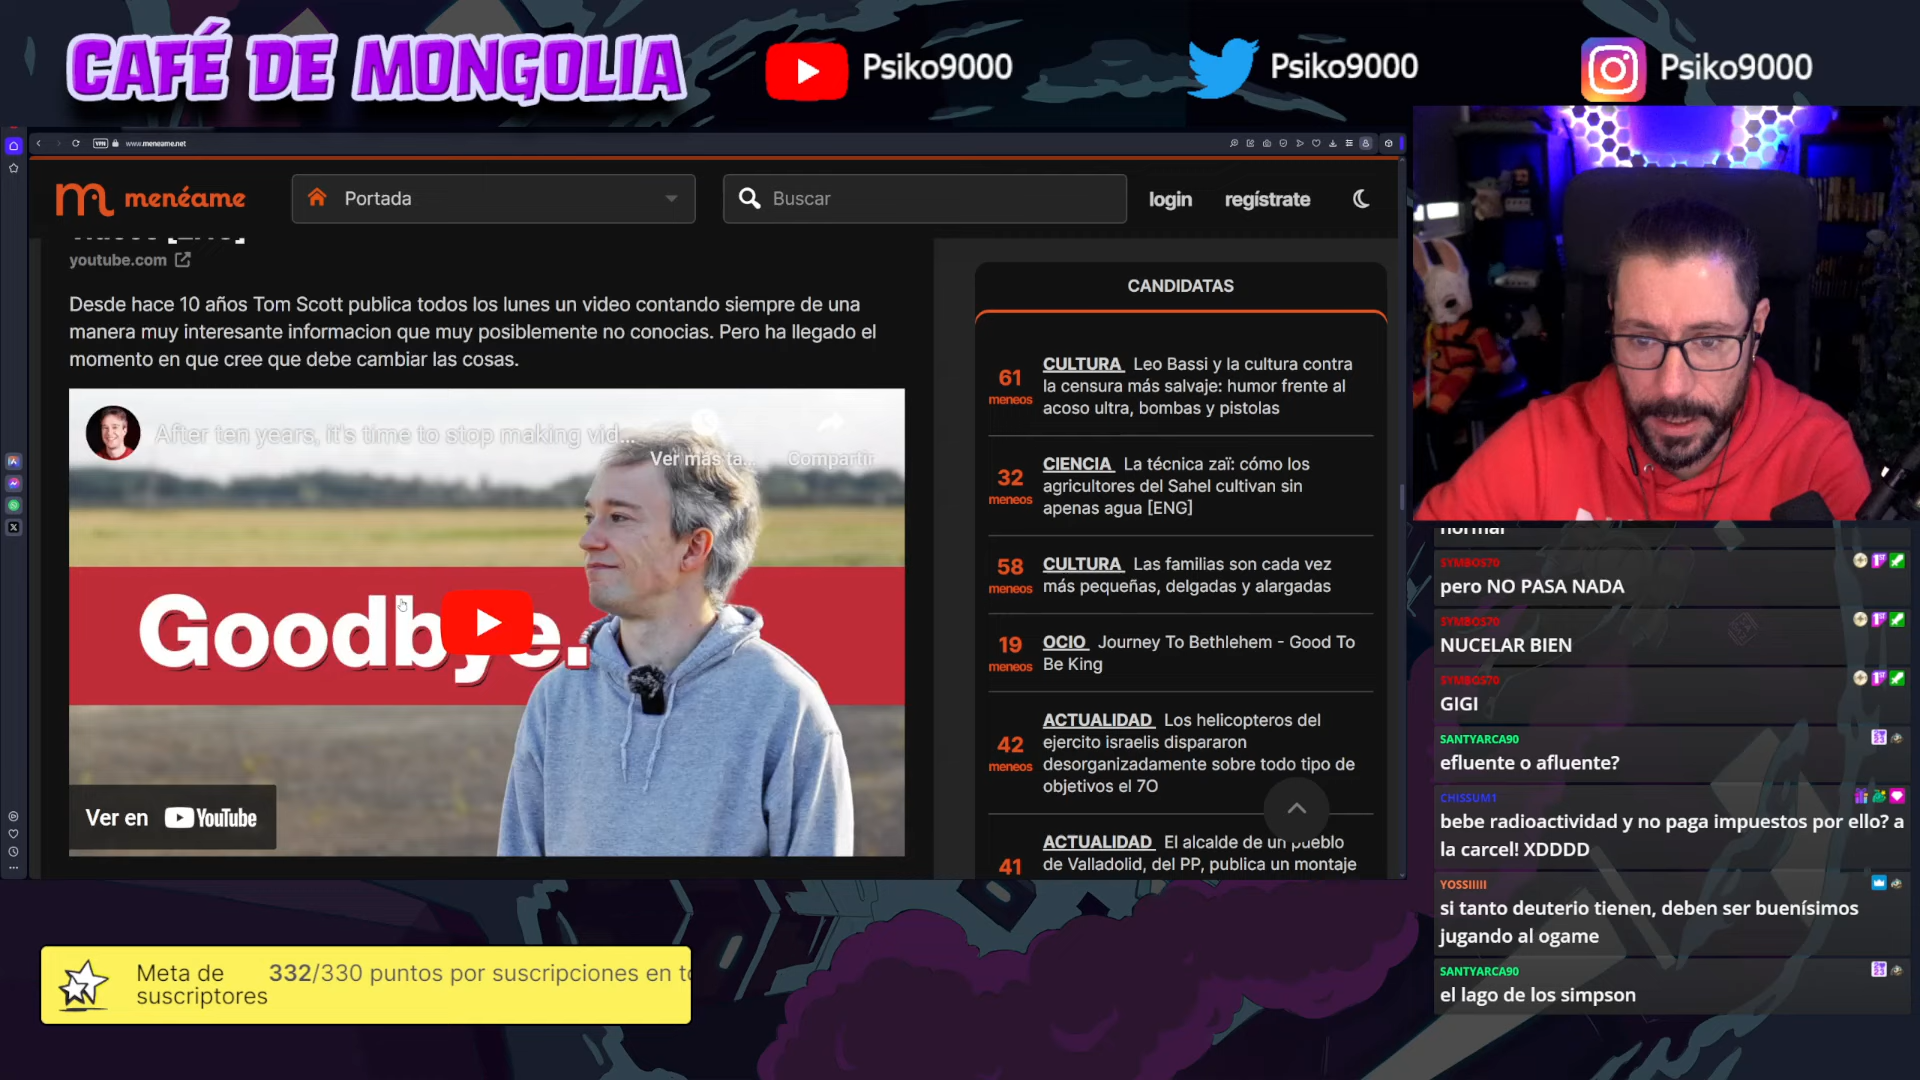 CAFÉ DE MONGOLIA
Psiko9000
Psiko9000
Psiko9000
VPN
www.meneame.net
menéame
Portada
Buscar
login
regístrate
youtube.com
Desde hace 10 años Tom Scott publica todos los lunes un video contando siempre de una
manera muy interesante informacion que muy posiblemente no conocias. Pero ha llegado el
momento en que cree que debe cambiar las cosas.
After ten years, it's time to stop making vid...
Ver más ta...
Compartir
Goodbye.
Ver en YouTube
CANDIDATAS
61
meneos
CULTURA Leo Bassi y la cultura contra
la censura más salvaje: humor frente al
acoso ultra, bombas y pistolas
32
meneos
CIENCIA La técnica zaï: cómo los
agricultores del Sahel cultivan sin
apenas agua [ENG]
58
meneos
CULTURA Las familias son cada vez
más pequeñas, delgadas y alargadas
19
meneos
OCIO Journey To Bethlehem - Good To
Be King
42
meneos
ACTUALIDAD Los helicopteros del
ejercito israelis dispararon
desorganizadamente sobre todo tipo de
objetivos el 7O
41
ACTUALIDAD El alcalde de un pueblo
de Valladolid, del PP, publica un montaje
normal
SYMBOS70
pero NO PASA NADA
SYMBOS70
NUCELAR BIEN
SYMBOS70
GIGI
SANTYARCA90
efluente o afluente?
CHISSUM1
bebe radioactividad y no paga impuestos por ello? a
la carcel! XDDDD
YOSSIIIII
si tanto deuterio tienen, deben ser buenísimos
jugando al ogame
SANTYARCA90
el lago de los simpson
Meta de
suscriptores
332/330 puntos por suscripciones en to